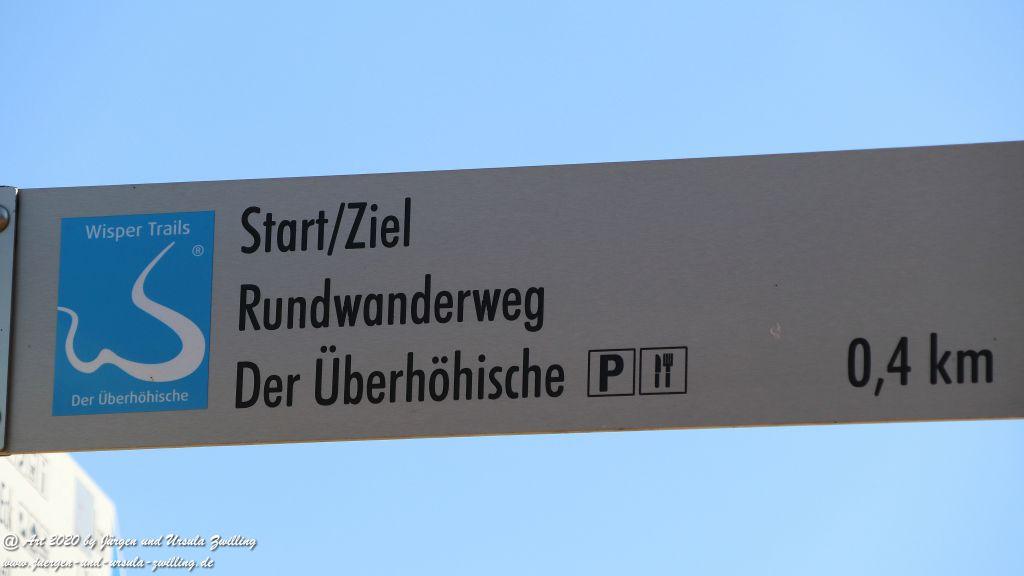 Wisper Trails
®
Der Überhöhische
Start/Ziel
Rundwanderweg
Der Überhöhische P 0,4 km
@ Art 2020 by Jürgen und Ursula Zwilling
www.juergen-und-ursula-zwilling.de